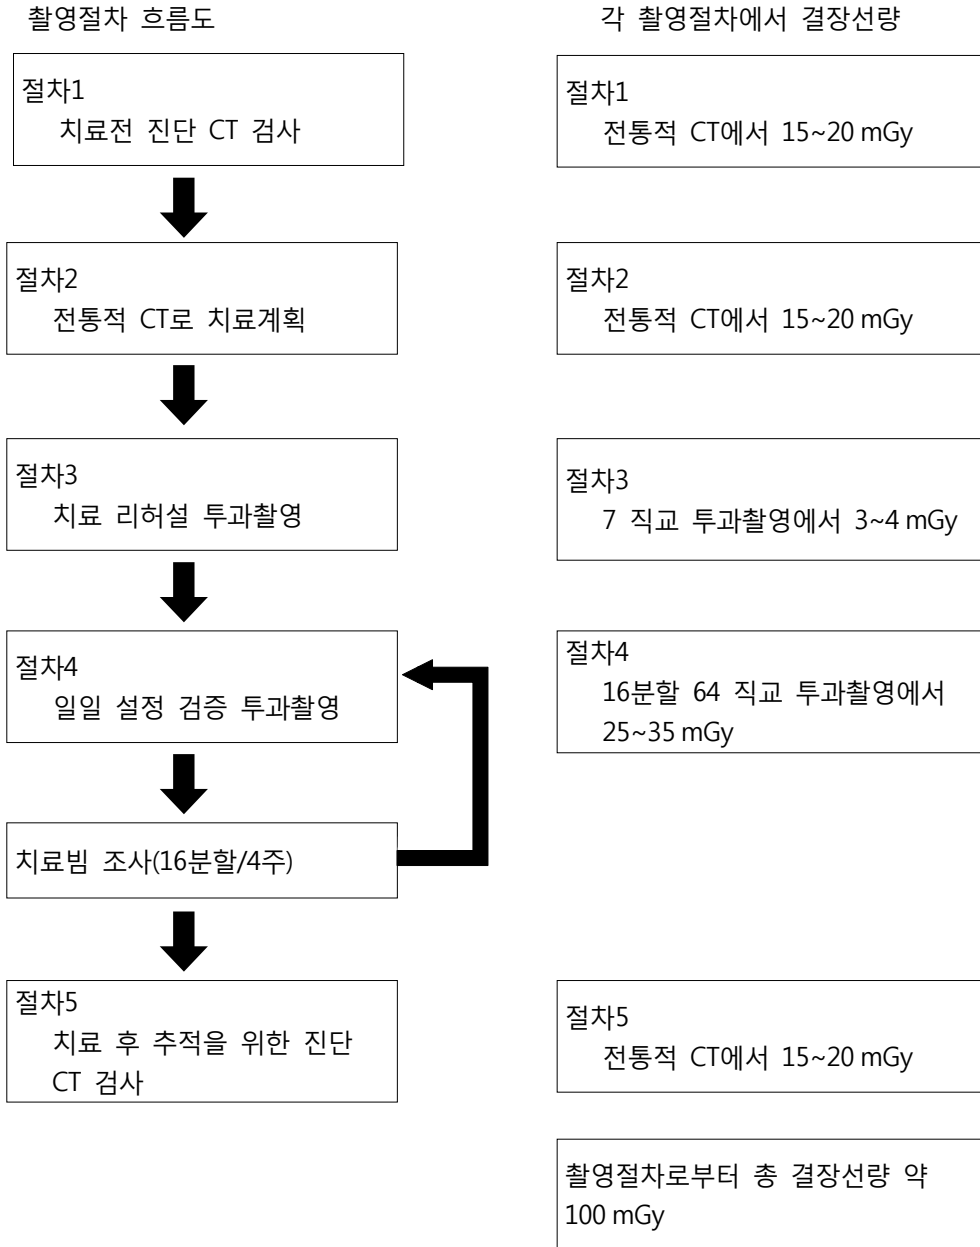 촬영절차 흐름도
각 촬영절차에서 결장선량
절차1
치료전 진단 CT 검사
절차1
전통적 CT에서 15~20 mGy
절차2
전통적 CT로 치료계획
절차2
전통적 CT에서 15~20 mGy
절차3
치료 리허설 투과촬영
절차3
7 직교 투과촬영에서 3~4 mGy
절차4
일일 설정 검증 투과촬영
절차4
16분할 64 직교 투과촬영에서
25~35 mGy
치료빔 조사(16분할/4주)
절차5
치료 후 추적을 위한 진단
CT 검사
절차5
전통적 CT에서 15~20 mGy
촬영절차로부터 총 결장선량 약
100 mGy